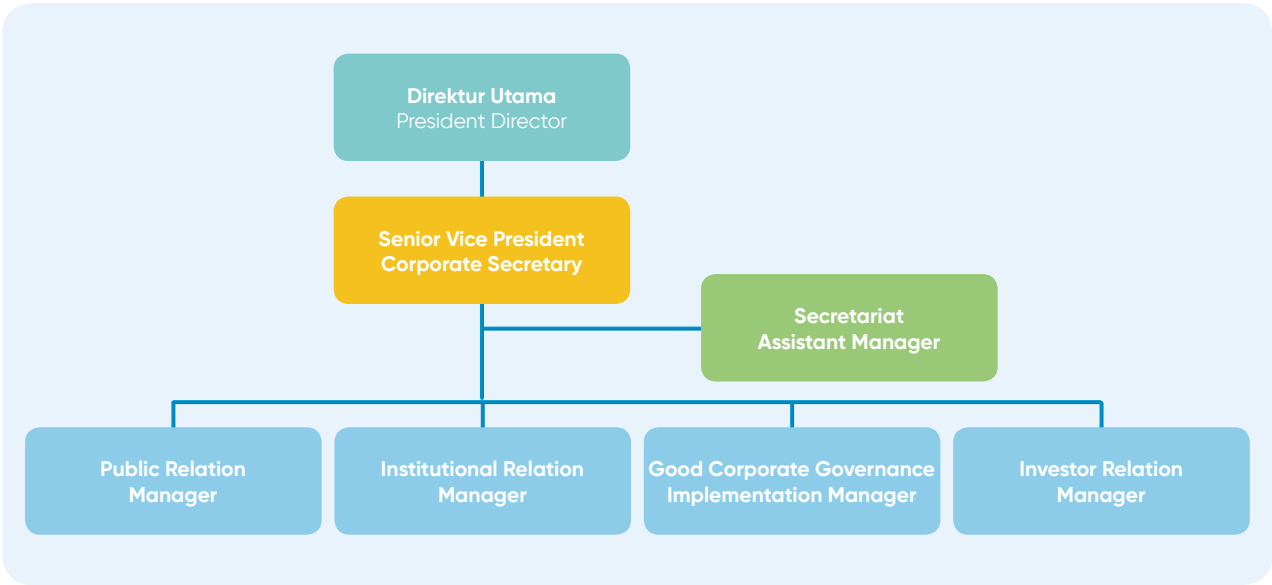 Direktur Utama
President Director
Senior Vice President
Corporate Secretary
Secretariat
Assistant Manager
Public Relation
Manager
Institutional Relation
Manager
Good Corporate Governance
Implementation Manager
Investor Relation
Manager